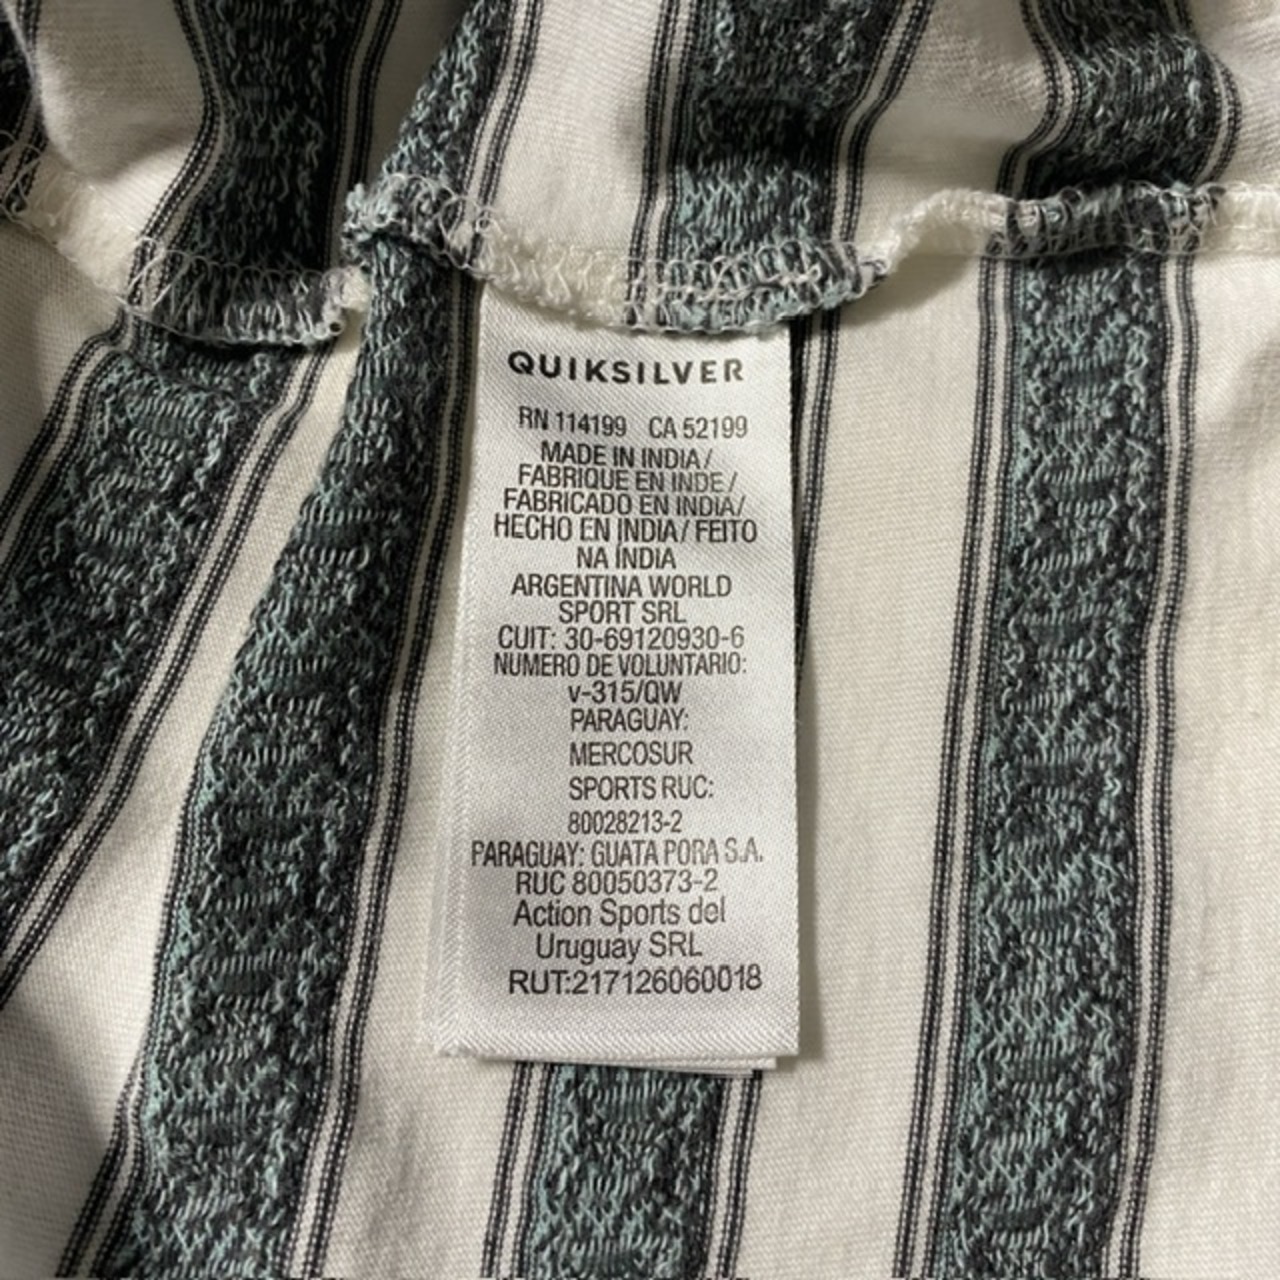 QUIKSILVER
RN 114199 CA 52199
MADE IN INDIA /
FABRIQUE EN INDE /
FABRICADO EN INDIA/
HECHO EN INDIA / FEITO
NA ÍNDIA
ARGENTINA WORLD
SPORT SRL
CUIT: 30-69120930-6
NUMERO DE VOLUNTARIO:
v-315/QW
PARAGUAY:
MERCOSUR
SPORTS RUC:
80028213-2
PARAGUAY: GUATA PORA S.A.
RUC 80050373-2
Action Sports del
Uruguay SRL
RUT:217126060018